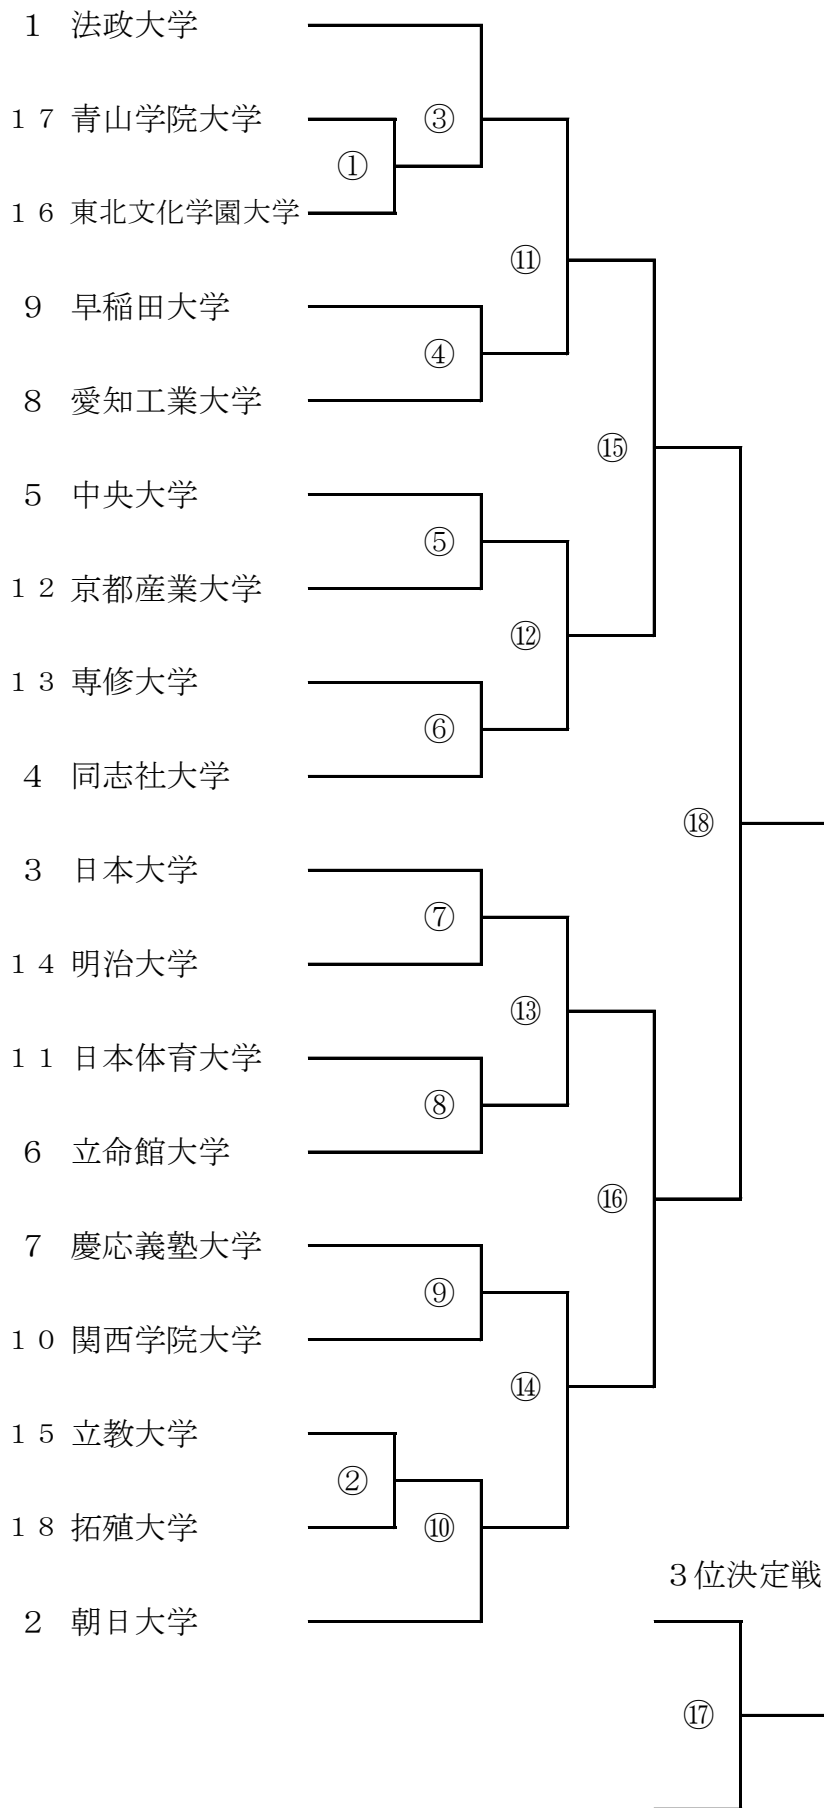 1 法政大学
17 青山学院大学
③
①
16 東北文化学園大学
⑪
9 早稲田大学
④
8 愛知工業大学
⑮
5 中央大学
⑤
12 京都産業大学
⑫
13 専修大学
⑥
4 同志社大学
⑱
3 日本大学
⑦
14 明治大学
⑬
11 日本体育大学
⑧
6 立命館大学
⑯
7 慶応義塾大学
⑨
10 関西学院大学
⑭
15 立教大学
②
18 拓殖大学
⑩
3位決定戦
2 朝日大学
⑰